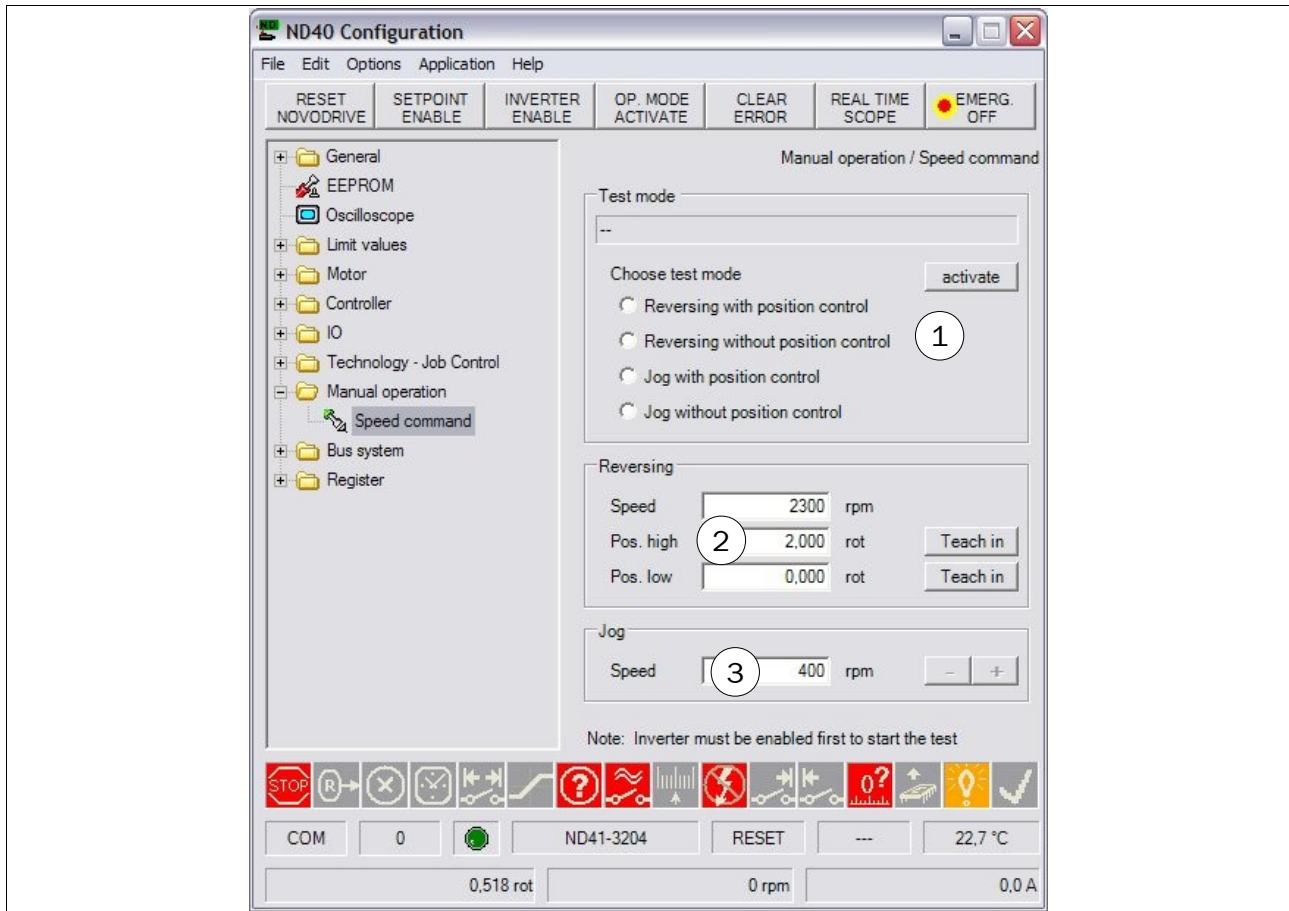 ND40 Configuration
File Edit Options Application Help
RESET NOVODRIVE
SETPOINT ENABLE
INVERTER ENABLE
OP. MODE ACTIVATE
CLEAR ERROR
REAL TIME SCOPE
EMERG. OFF
General
EEPROM
Oscilloscope
Limit values
Motor
Controller
IO
Technology - Job Control
Manual operation
Speed command
Bus system
Register
Manual operation / Speed command
Test mode
--
Choose test mode activate
Reversing with position control
Reversing without position control 1
Jog with position control
Jog without position control
Reversing
Speed 2300 rpm
Pos. high 2 2,000 rot Teach in
Pos. low 0,000 rot Teach in
Jog
Speed 3 400 rpm - +
Note: Inverter must be enabled first to start the test
STOP R ? 0?
COM 0 ND41-3204 RESET --- 22,7 °C
0,518 rot 0 rpm 0,0 A